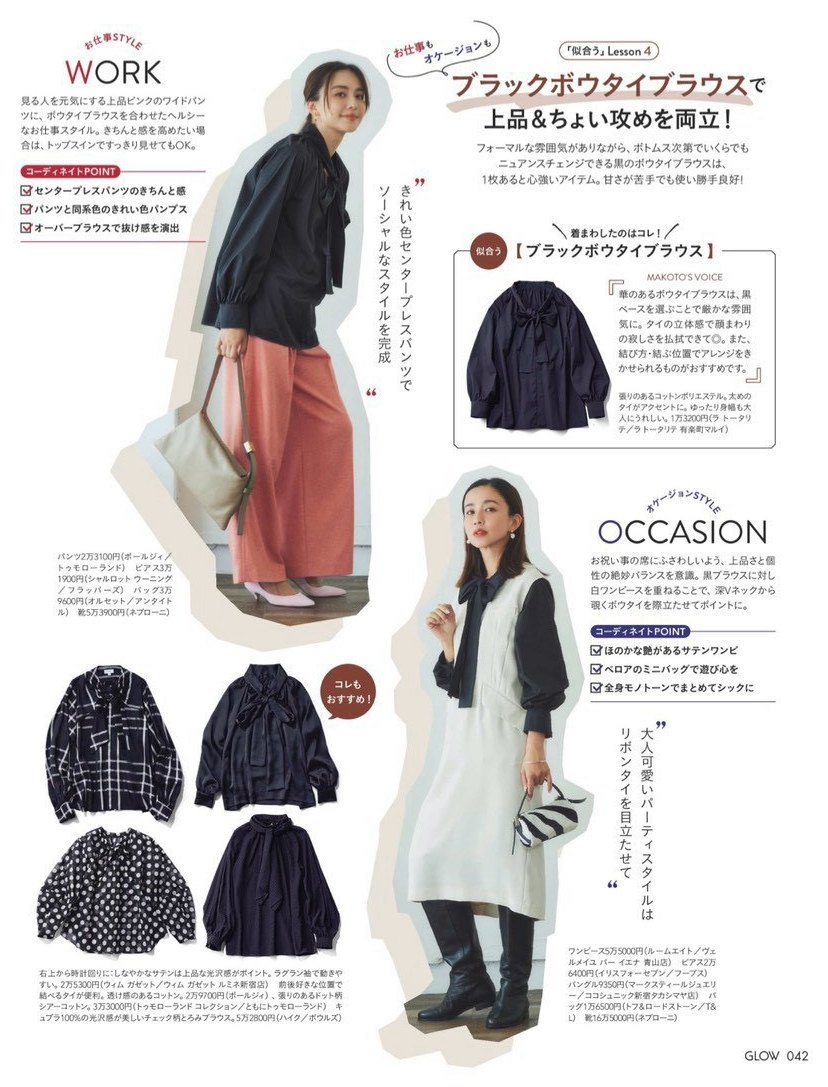 お仕事STYLE
WORK
見る人を元気にする上品ピンクのワイドパン
ツに、ボウタイブラウスを合わせたヘルシー
なお仕事スタイル。きちんと感を高めたい場
合は、トップスインですっきり見せてもOK。
コーディネイトPOINT
センタープレスパンツのきちんと感
パンツと同系色のきれい色パンプス
オーバーブラウスで抜け感を演出
お仕事も
オケージョンも
「似合う」Lesson 4
ブラックボウタイブラウスで
上品&ちょい攻めを両立!
フォーマルな雰囲気がありながら、ボトムス次第でいくらでも
ニュアンスチェンジできる黒のボウタイブラウスは、
1枚あると心強いアイテム。甘さが苦手でも使い勝手良好!
"きれい色センタープレスパンツで
ソーシャルなスタイルを完成"
着まわしたのはコレ!
似合う
【ブラックボウタイブラウス】
MAKOTO'S VOICE
『華のあるボウタイブラウスは、黒
ベースを選ぶことで厳かな雰囲
気に。タイの立体感で顔まわり
の寂しさを払拭できて◎。また、
結び方・結ぶ位置でアレンジをき
かせられるものがおすすめです。』
張りのあるコットンポリエステル。太めの
タイがアクセントに。ゆったり身幅も大
人にうれしい。1万3200円(ラ トータリ
テ/ラ トータリテ 有楽町マルイ)
パンツ2万3100円(ボールジィ/
トゥモローランド) ピアス3万
1900円(シャルロット ウーニング
/フラッパーズ) バッグ3万
9600円(オルセット/アンタイト
ル) 靴5万3900円(ネブローニ)
オケージョンSTYLE
OCCASION
お祝い事の席にふさわしいよう、上品さと個
性の絶妙バランスを意識。黒ブラウスに対し
白ワンピースを重ねることで、深Vネックから
覗くボウタイを際立たせてポイントに。
コーディネイトPOINT
ほのかな艶があるサテンワンピ
ベロアのミニバッグで遊び心を
全身モノトーンでまとめてシックに
"大人可愛いパーティスタイルは
リボンタイを目立たせて"
コレも
おすすめ!
右上から時計回りに:しなやかなサテンは上品な光沢感がポイント。ラグラン袖で動きや
すい。2万5300円(ウィム ガゼット/ウィム ガゼット ルミネ新宿店) 前後好きな位置で
結べるタイが便利。透け感のあるコットン。2万9700円(ボールジィ)、張りのあるドット柄
シアーコットン。3万3000円(トゥモローランド コレクション/ともにトゥモローランド) キ
ュプラ100%の光沢感が美しいチェック柄とろみブラウス。5万2800円(ハイク/ボウルズ)
ワンピース5万5000円(ルームエイト/ヴェ
ルメイユ パー イエナ 青山店) ピアス2万
6400円(イリスフォーセブン/フープス)
バングル9350円(マークスティールジュエリ
ー/ココシュニック新宿タカシマヤ店) バ
ッグ1万6500円(トフ&ロードストーン/T&
L) 靴16万5000円(ネブローニ)
GLOW 042